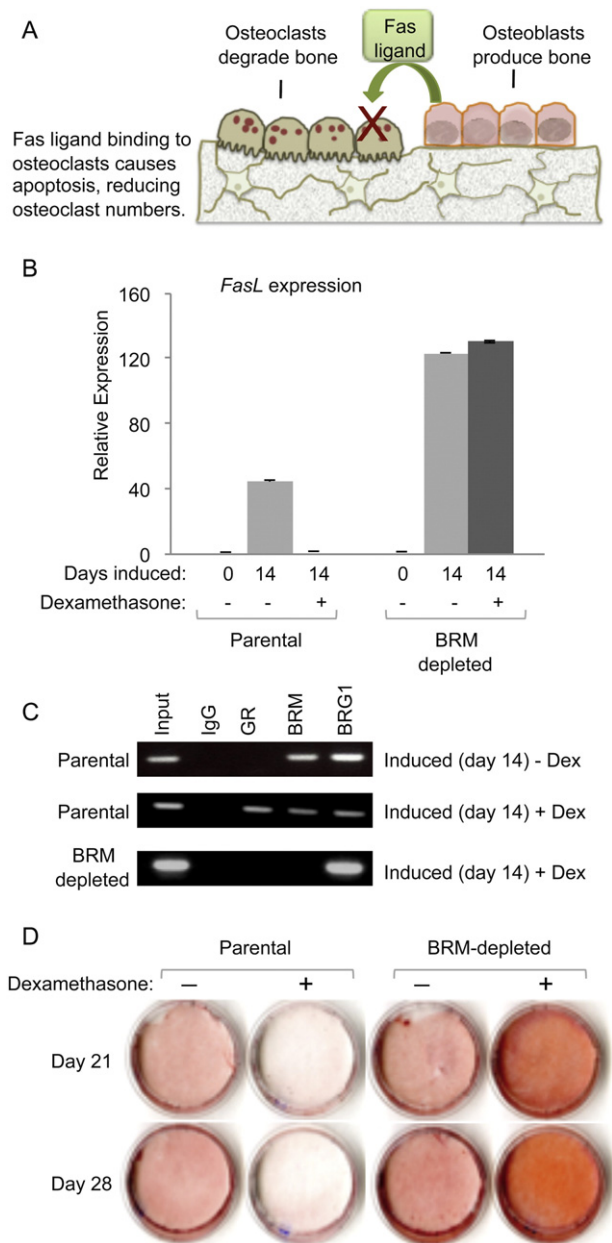 A
Osteoclasts
degrade bone
Fas
ligand
Osteoblasts
produce bone
X
Fas ligand binding to
osteoclasts causes
apoptosis, reducing
osteoclast numbers.
B
FasL expression
Relative Expression
160
120
80
40
0
Days induced: 0 14 14 0 14 14
Dexamethasone: - - + - - +
Parental
BRM
depleted
C
Input IgG GR BRM BRG1
Parental Induced (day 14) - Dex
Parental Induced (day 14) + Dex
BRM
depleted Induced (day 14) + Dex
D
Parental BRM-depleted
Dexamethasone: – + – +
Day 21
Day 28